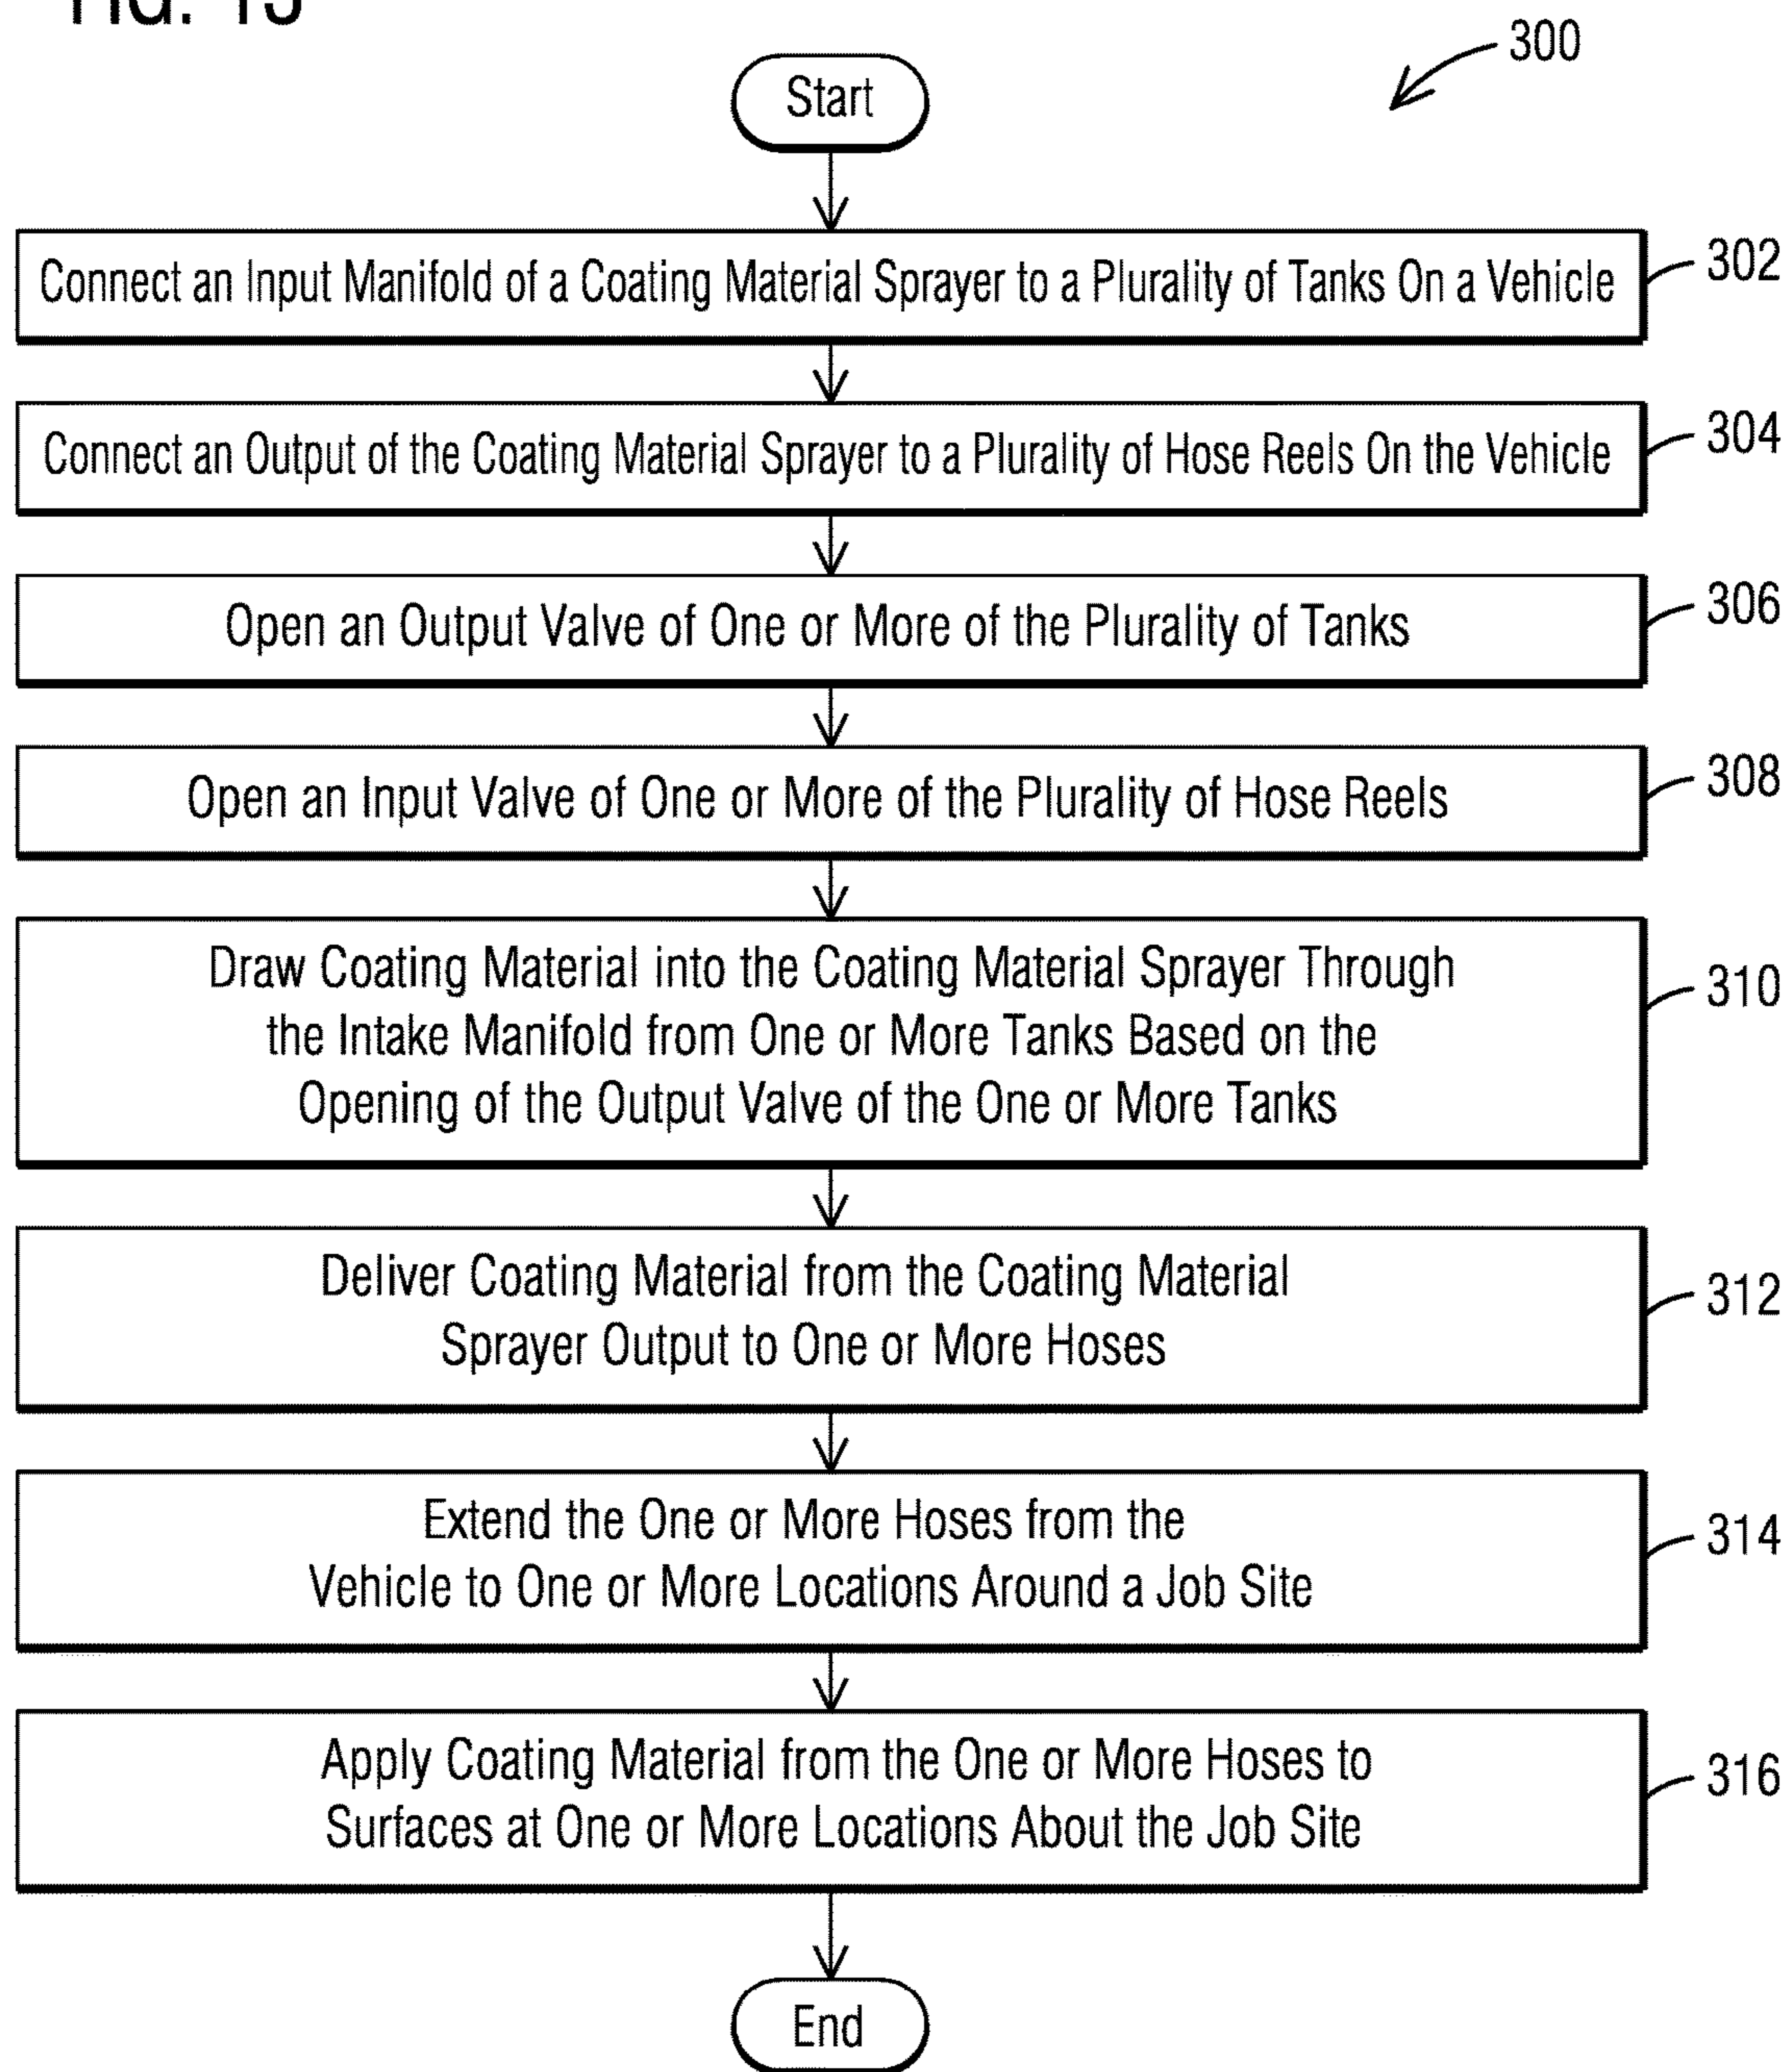 FIG. 13
300
Start
Connect an Input Manifold of a Coating Material Sprayer to a Plurality of Tanks On a Vehicle
302
Connect an Output of the Coating Material Sprayer to a Plurality of Hose Reels On the Vehicle
304
Open an Output Valve of One or More of the Plurality of Tanks
306
Open an Input Valve of One or More of the Plurality of Hose Reels
308
Draw Coating Material into the Coating Material Sprayer Through
the Intake Manifold from One or More Tanks Based on the
Opening of the Output Valve of the One or More Tanks
310
Deliver Coating Material from the Coating Material
Sprayer Output to One or More Hoses
312
Extend the One or More Hoses from the
Vehicle to One or More Locations Around a Job Site
314
Apply Coating Material from the One or More Hoses to
Surfaces at One or More Locations About the Job Site
316
End